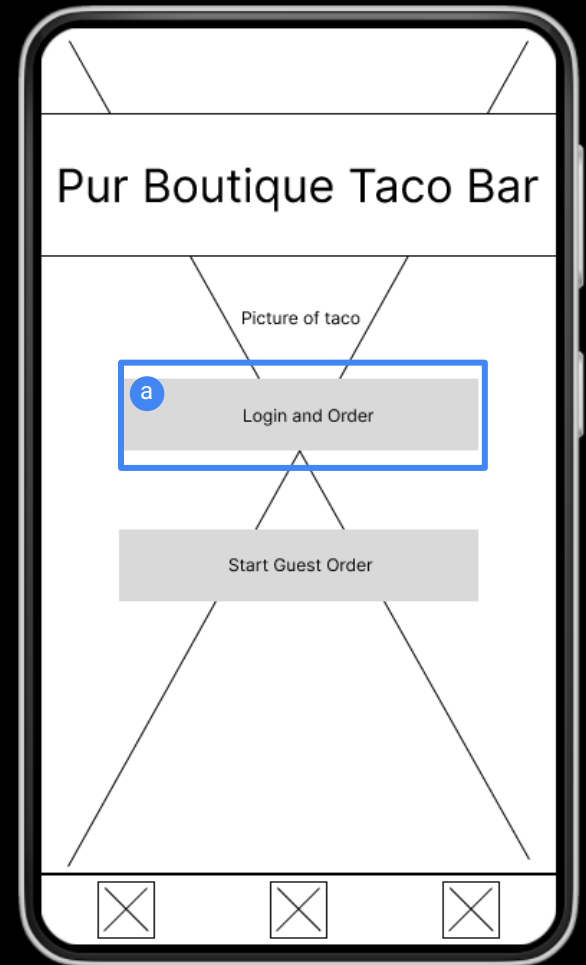 Pur Boutique Taco Bar
Picture of taco
a
Login and Order
Start Guest Order